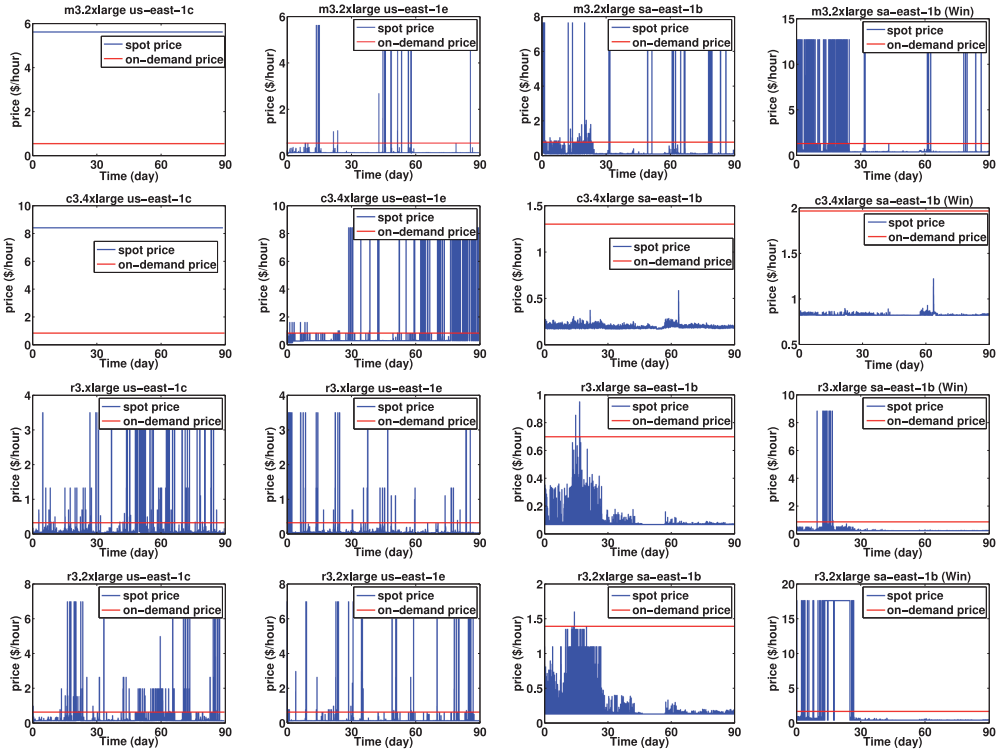 m3.2xlarge us-east-1c
price ($/hour)
6
4
2
0
spot price
on-demand price
0 30 60 90
Time (day)
m3.2xlarge us-east-1e
price ($/hour)
6
4
2
0
spot price
on-demand price
0 30 60 90
Time (day)
m3.2xlarge sa-east-1b
price ($/hour)
8
6
4
2
0
spot price
on-demand price
0 30 60 90
Time (day)
m3.2xlarge sa-east-1b (Win)
price ($/hour)
15
10
5
0
spot price
on-demand price
0 30 60 90
Time (day)
c3.4xlarge us-east-1c
price ($/hour)
10
8
6
4
2
0
spot price
on-demand price
0 30 60 90
Time (day)
c3.4xlarge us-east-1e
price ($/hour)
10
8
6
4
2
0
spot price
on-demand price
0 30 60 90
Time (day)
c3.4xlarge sa-east-1b
price ($/hour)
1.5
1
0.5
0
spot price
on-demand price
0 30 60 90
Time (day)
c3.4xlarge sa-east-1b (Win)
price ($/hour)
2
1.5
1
0.5
spot price
on-demand price
0 30 60 90
Time (day)
r3.xlarge us-east-1c
price ($/hour)
4
3
2
1
0
spot price
on-demand price
0 30 60 90
Time (day)
r3.xlarge us-east-1e
price ($/hour)
4
3
2
1
0
spot price
on-demand price
0 30 60 90
Time (day)
r3.xlarge sa-east-1b
price ($/hour)
1
0.8
0.6
0.4
0.2
0
spot price
on-demand price
0 30 60 90
Time (day)
r3.xlarge sa-east-1b (Win)
price ($/hour)
10
8
6
4
2
0
spot price
on-demand price
0 30 60 90
Time (day)
r3.2xlarge us-east-1c
price ($/hour)
8
6
4
2
0
spot price
on-demand price
0 30 60 90
Time (day)
r3.2xlarge us-east-1e
price ($/hour)
8
6
4
2
0
spot price
on-demand price
0 30 60 90
Time (day)
r3.2xlarge sa-east-1b
price ($/hour)
2
1.5
1
0.5
0
spot price
on-demand price
0 30 60 90
Time (day)
r3.2xlarge sa-east-1b (Win)
price ($/hour)
20
15
10
5
0
spot price
on-demand price
0 30 60 90
Time (day)